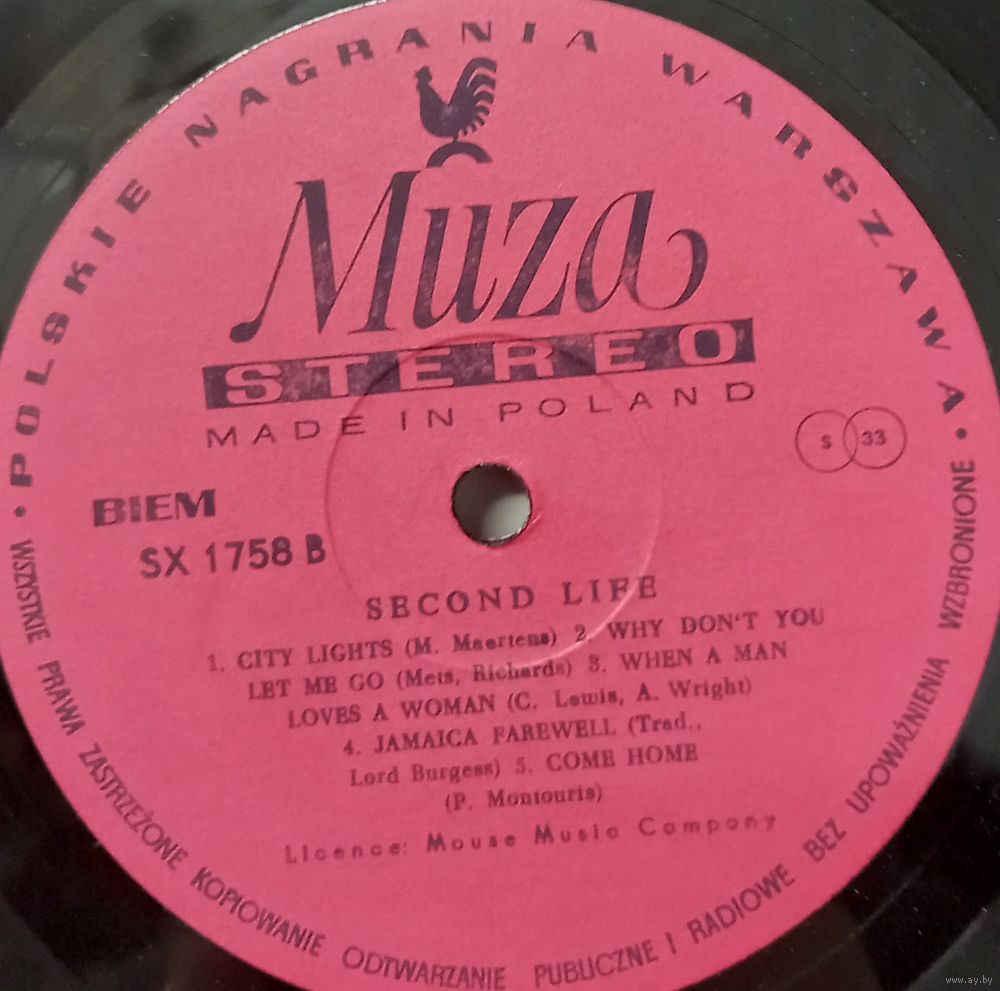 • POLSKIE NAGRANIA WARSZAWA •
Muza
STEREO
MADE IN POLAND
S 33
BIEM
SX 1758 B
SECOND LIFE
1. CITY LIGHTS (M. Maertens) 2. WHY DON'T YOU
LET ME GO (Mets, Richards) 3. WHEN A MAN
LOVES A WOMAN (C. Lewis, A. Wright)
4. JAMAICA FAREWELL (Trad.,
Lord Burgess) 5. COME HOME
(P. Montouris)
Licence: Mouse Music Company
WSZYSTKIE PRAWA ZASTRZEŻONE KOPIOWANIE ODTWARZANIE PUBLICZNE I RADIOWE BEZ UPOWAŻNIENIA WZBRONIONE
www.ay.by